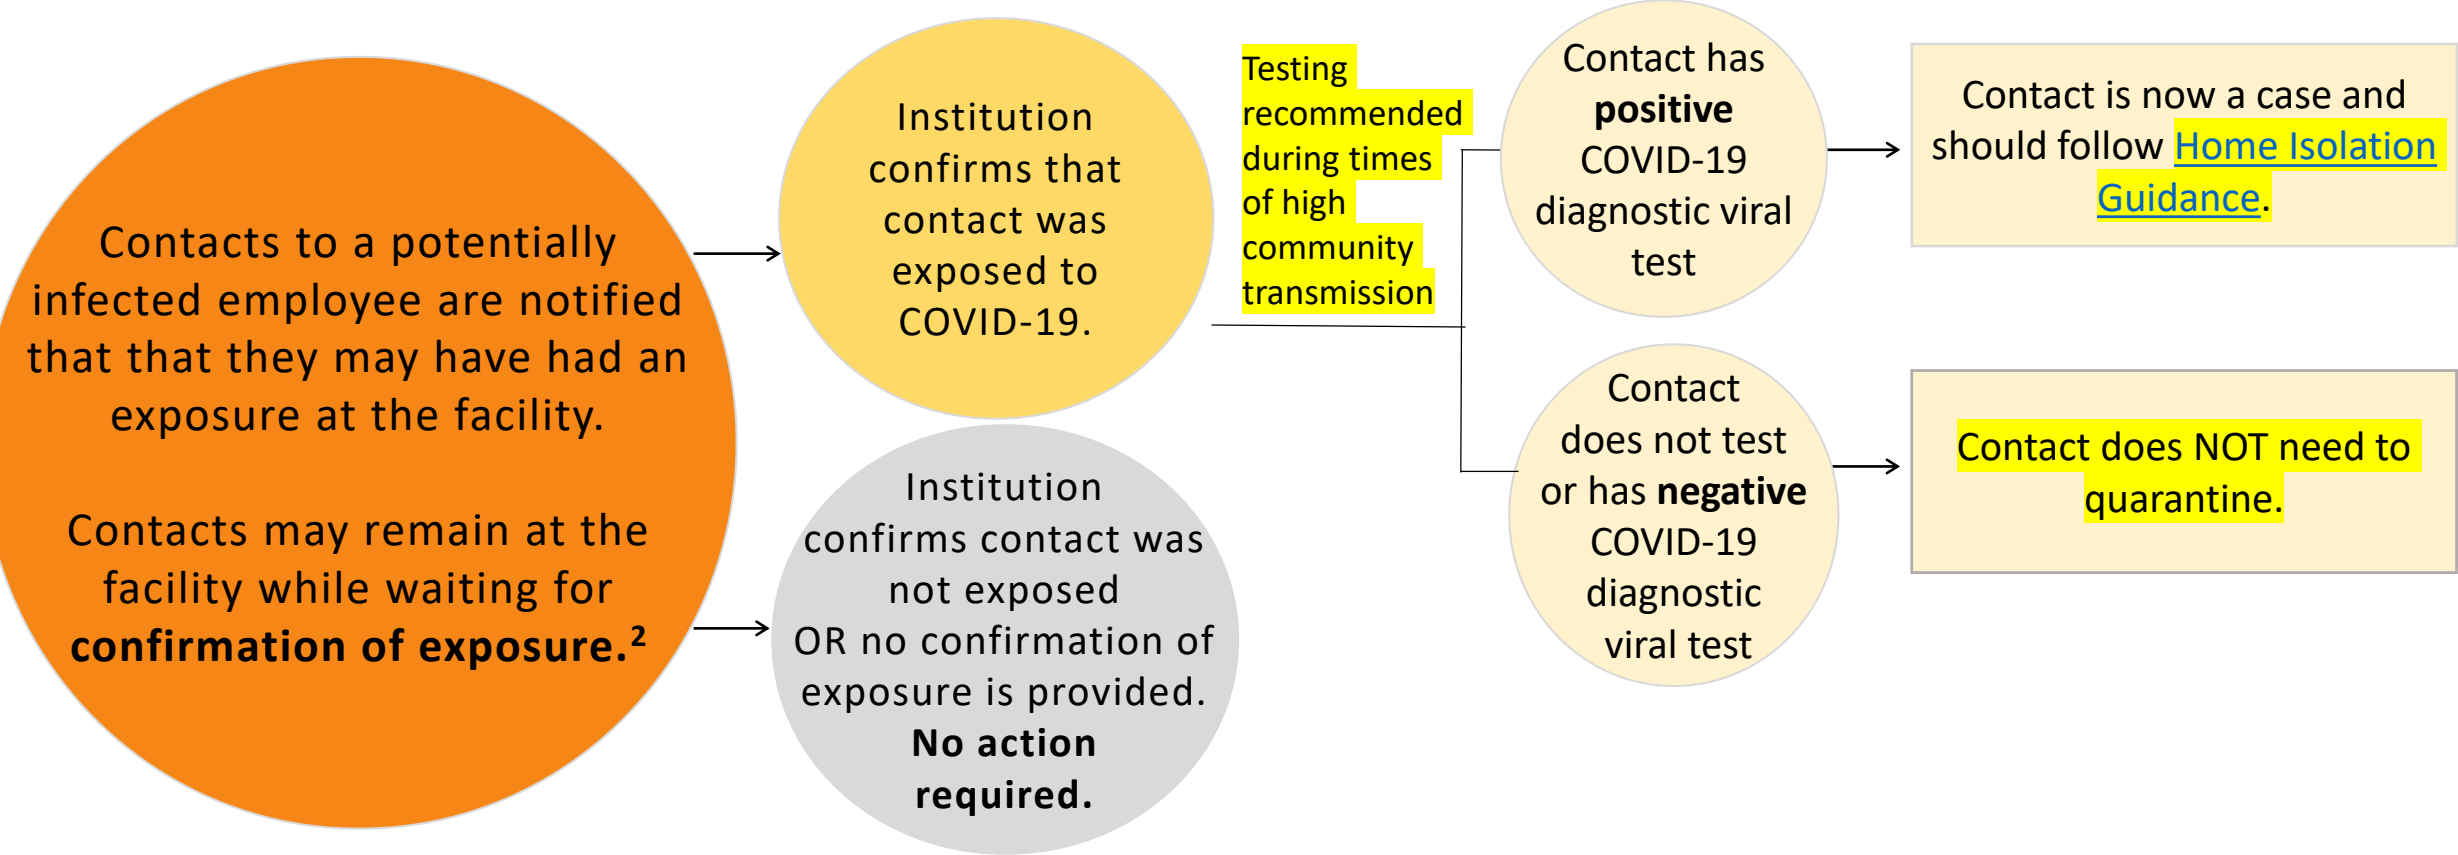 Contacts to a potentially
infected employee are notified
that that they may have had an
exposure at the facility.
Contacts may remain at the
facility while waiting for
confirmation of exposure.²
Institution
confirms that
contact was
exposed to
COVID-19.
Institution
confirms contact was
not exposed
OR no confirmation of
exposure is provided.
No action
required.
Testing
recommended
during times
of high
community
transmission
Contact has
positive
COVID-19
diagnostic viral
test
Contact is now a case and
should follow Home Isolation
Guidance.
Contact
does not test
or has negative
COVID-19
diagnostic
viral test
Contact does NOT need to
quarantine.